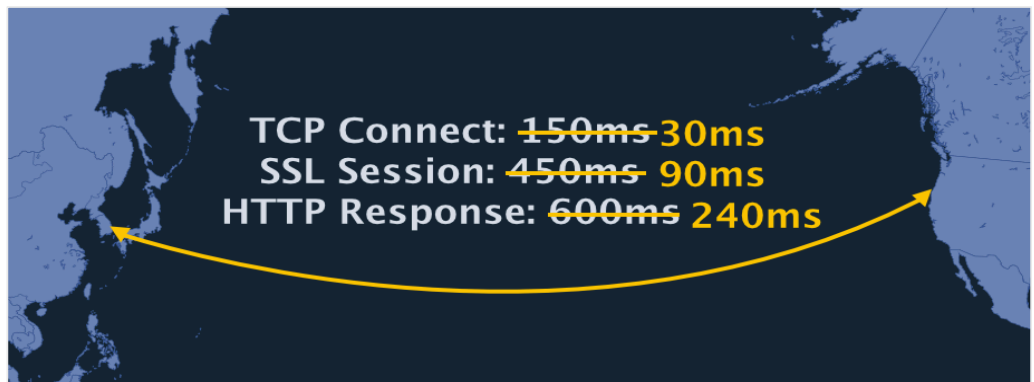 TCP Connect: 150ms 30ms
SSL Session: 450ms 90ms
HTTP Response: 600ms 240ms